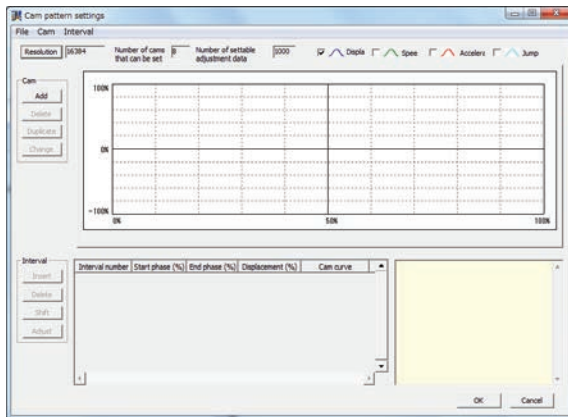 Cam pattern settings
File Cam Interval
Resolution 16384 Number of cams that can be set 8 Number of settable adjustment data 1000 Displa Spee Accelera Jump
Cam
Add
Delete
Duplicate
Change
100%
0%
-100%
0% 50% 100%
Interval
Insert
Delete
Shift
Adjust
Interval number Start phase (%) End phase (%) Displacement (%) Cam curve
OK Cancel